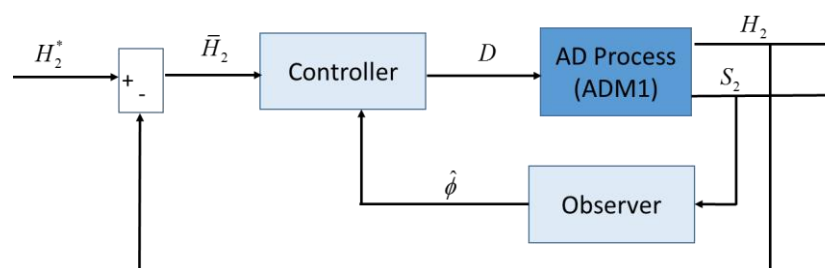 H₂*
+
-
H̄₂
Controller
D
AD Process
(ADM1)
H₂
S₂
ϕ̂
Observer